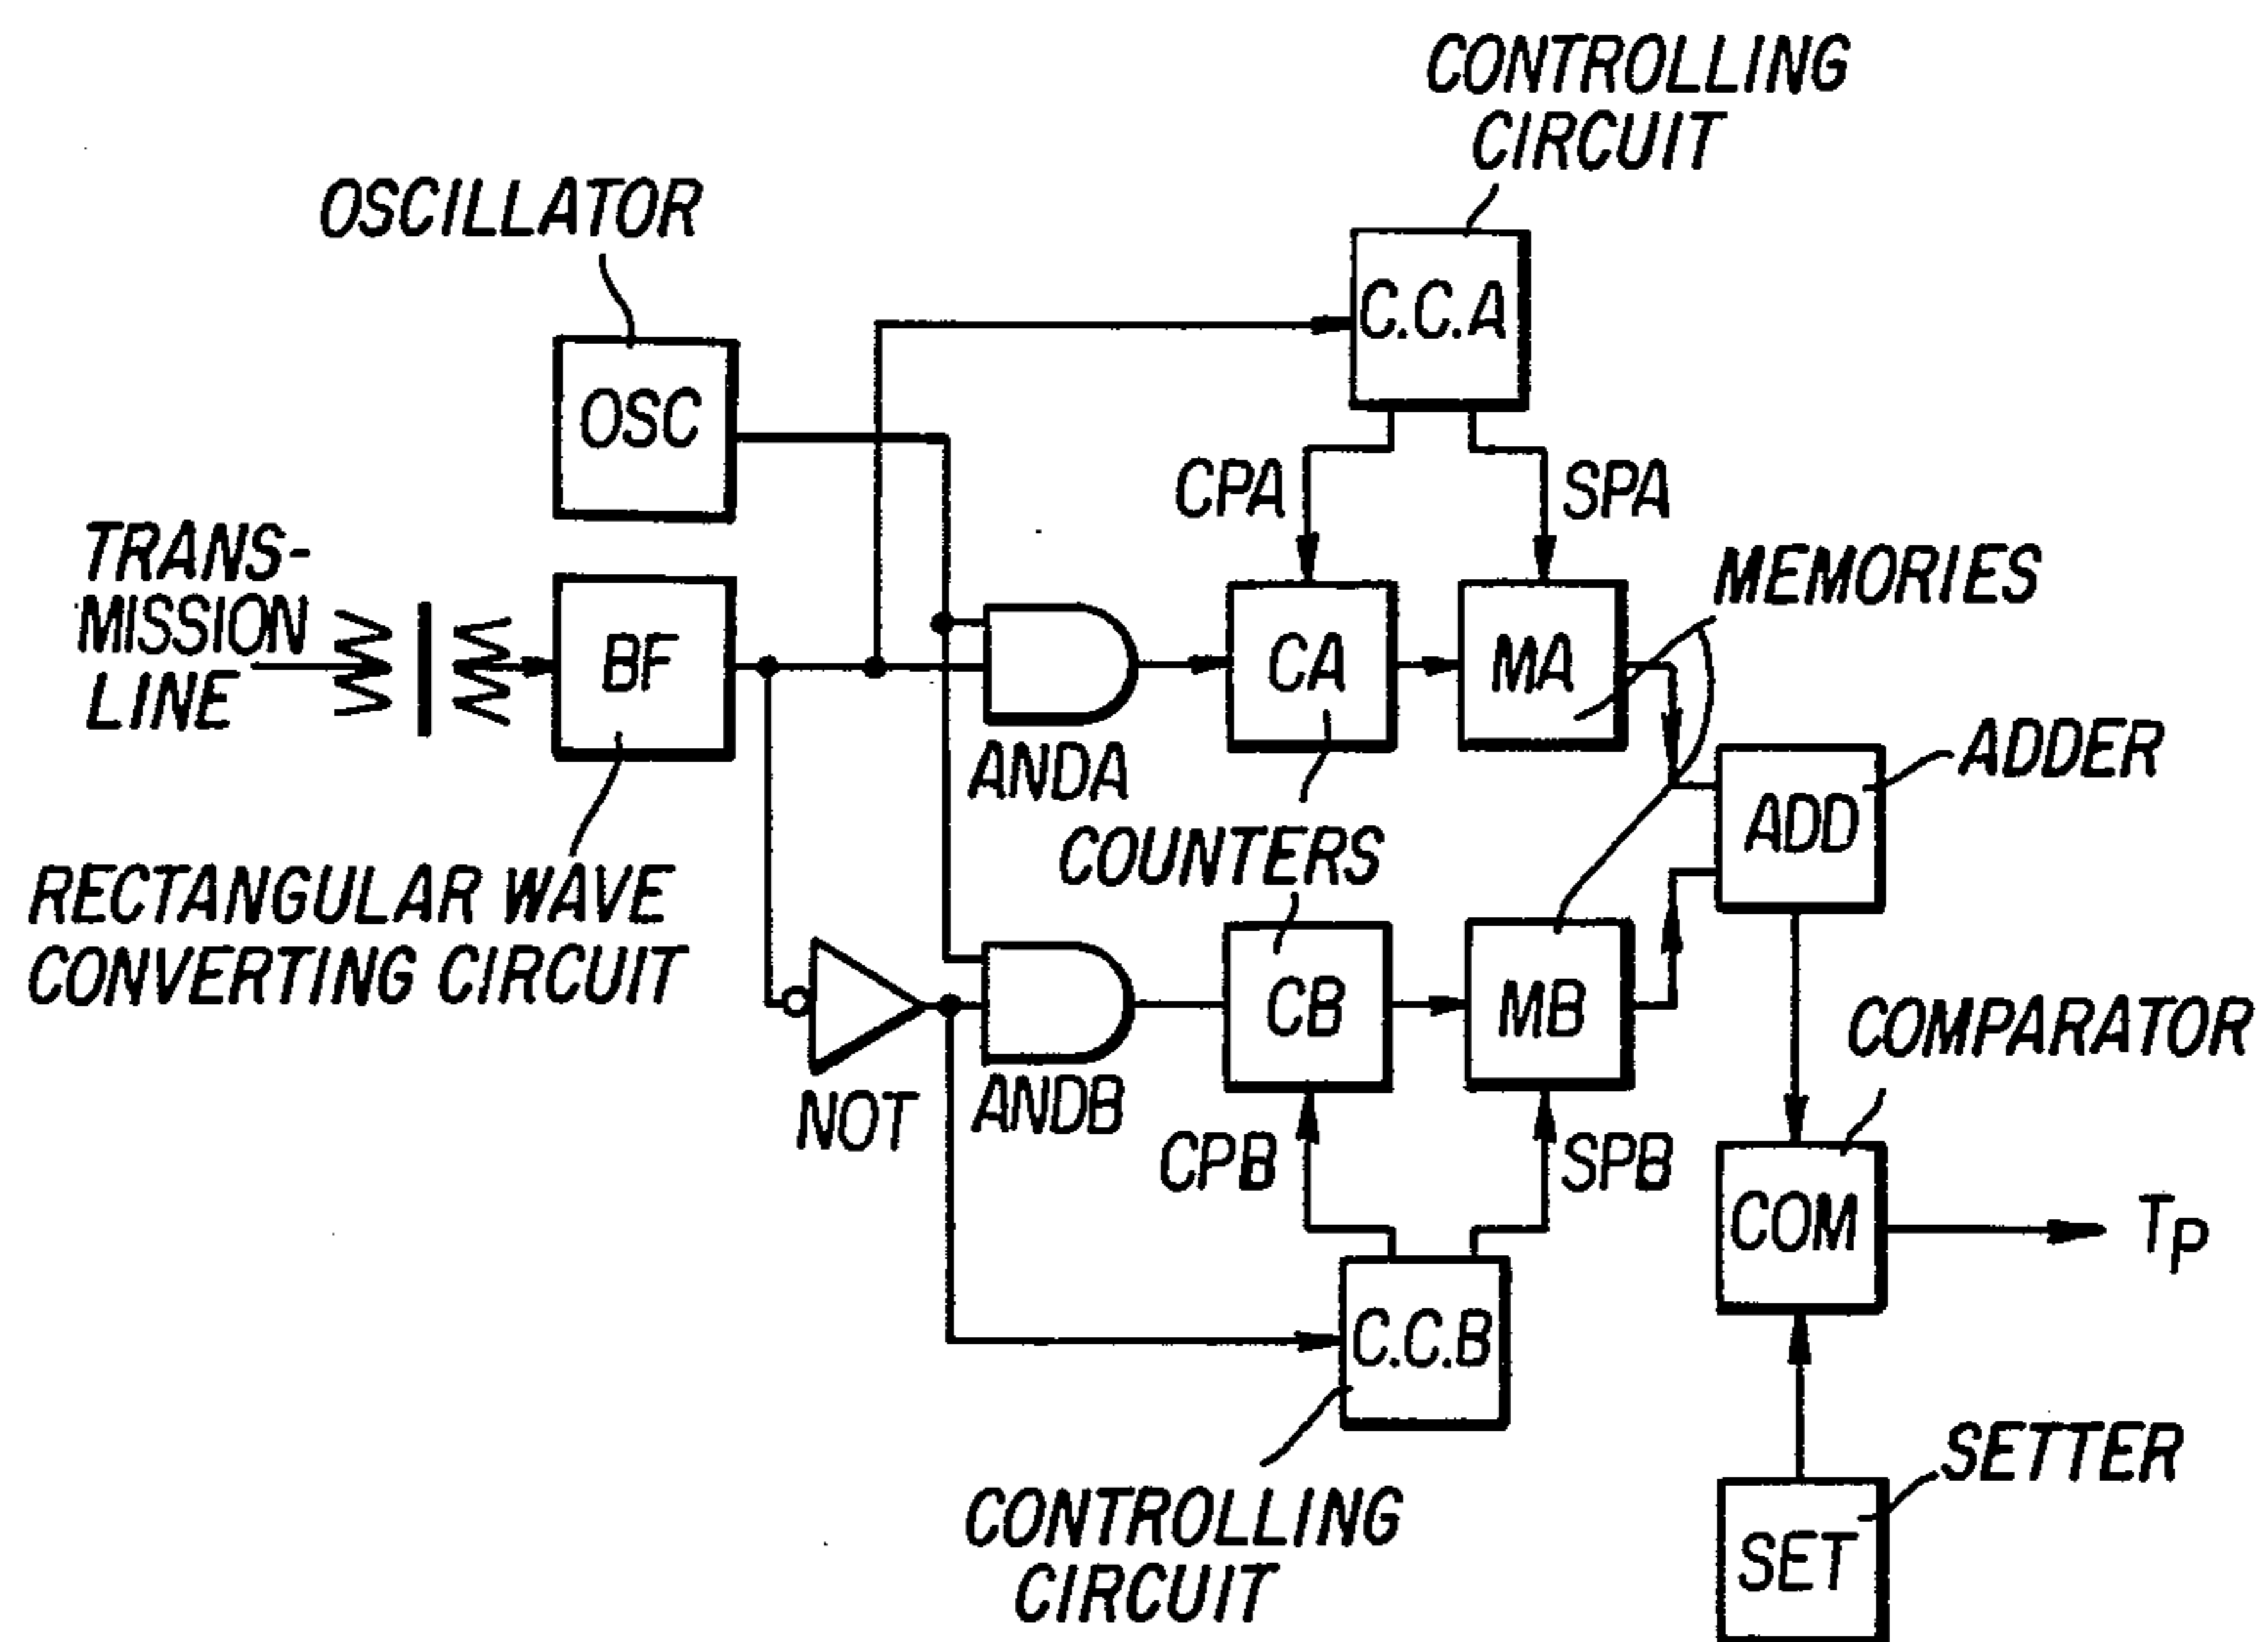 CONTROLLING
CIRCUIT
OSCILLATOR
C.C.A
OSC
CPA
SPA
TRANS-
MISSION
LINE
MEMORIES
BF
CA
MA
ANDA
ADDER
ADD
COUNTERS
RECTANGULAR WAVE
CONVERTING CIRCUIT
CB
MB
COMPARATOR
NOT
ANDB
CPB
SPB
COM
TP
C.C.B
SETTER
CONTROLLING
CIRCUIT
SET